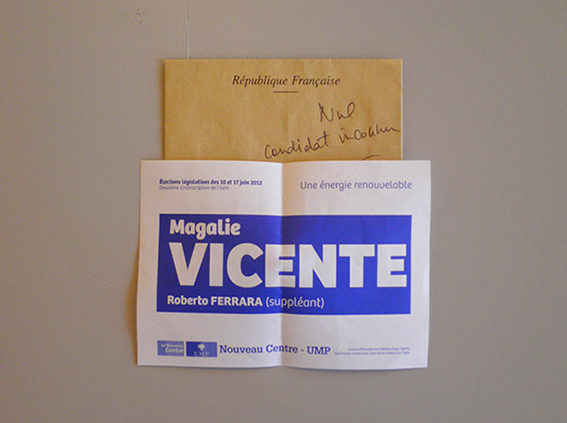 République Française
Nul
candidat inconnu
Élections législatives des 10 et 17 juin 2012
Deuxième circonscription de l'Isère
Une énergie renouvelable
Magalie
VICENTE
Roberto FERRARA (suppléant)
Centre
UMP
Nouveau Centre - UMP